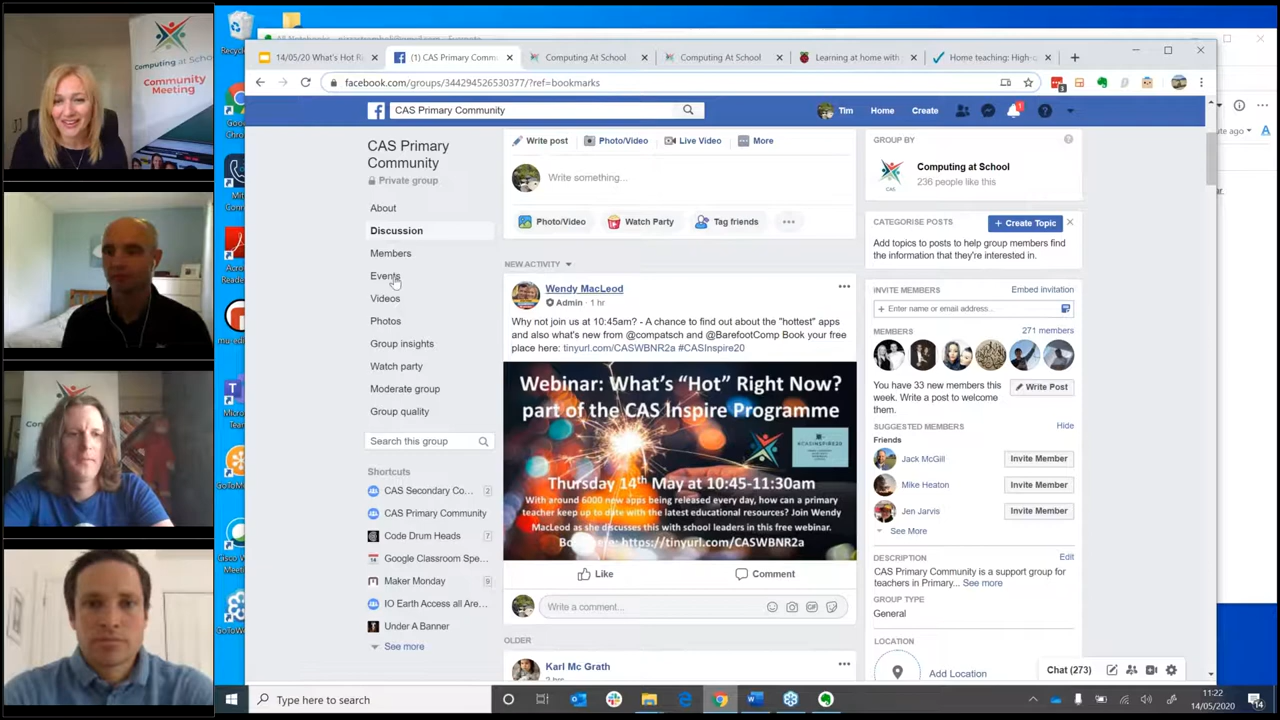 Computing at School
Community
Meeting
14/05/20 What's Hot Ri
(1) CAS Primary Comm
Computing At School
Computing At School
Learning at home with
Home teaching: High-q
facebook.com/groups/344294526530377/?ref=bookmarks
CAS Primary Community
Tim
Home
Create
1
CAS Primary
Community
Private group
About
Discussion
Members
Events
Videos
Photos
Group insights
Watch party
Moderate group
Group quality
Search this group
Shortcuts
CAS Secondary Co... 2
CAS Primary Community
Code Drum Heads 7
Google Classroom Spe...
Maker Monday 9
IO Earth Access all Are...
Under A Banner
See more
Write post
Photo/Video
Live Video
More
Write something...
Photo/Video
Watch Party
Tag friends
NEW ACTIVITY
Wendy MacLeod
Admin · 1 hr
Why not join us at 10:45am? - A chance to find out about the "hottest" apps
and also what's new from @compatsch and @BarefootComp Book your free
place here: tinyurl.com/CASWBNR2a #CASInspire20
Webinar: What's "Hot" Right Now?
part of the CAS Inspire Programme
Thursday 14th May at 10:45-11:30am
With around 6000 new apps being released every day, how can a primary
teacher keep up to date with the latest educational resources? Join Wendy
MacLeod as she discusses this with school leaders in this free webinar.
https://tinyurl.com/CASWBNR2a
Like
Comment
Write a comment...
OLDER
Karl Mc Grath
2 hrs
GROUP BY
Computing at School
236 people like this
CAS
CATEGORISE POSTS
+ Create Topic
Add topics to posts to help group members find
the information that they're interested in.
INVITE MEMBERS
Embed invitation
+ Enter name or email address...
MEMBERS
271 members
You have 33 new members this
week. Write a post to welcome
them.
Write Post
SUGGESTED MEMBERS
Hide
Friends
Jack McGill
Invite Member
Mike Heaton
Invite Member
Jen Jarvis
Invite Member
See More
DESCRIPTION
Edit
CAS Primary Community is a support group for
teachers in Primary... See more
GROUP TYPE
General
LOCATION
Add Location
Chat (273)
Type here to search
11:22
14/05/2020